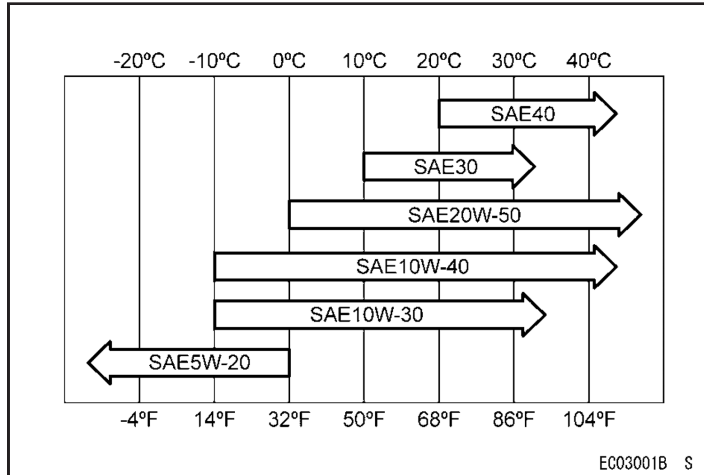 -20ºC -10ºC 0ºC 10ºC 20ºC 30ºC 40ºC
SAE40
SAE30
SAE20W-50
SAE10W-40
SAE10W-30
SAE5W-20
-4ºF 14ºF 32ºF 50ºF 68ºF 86ºF 104ºF
EC03001B S